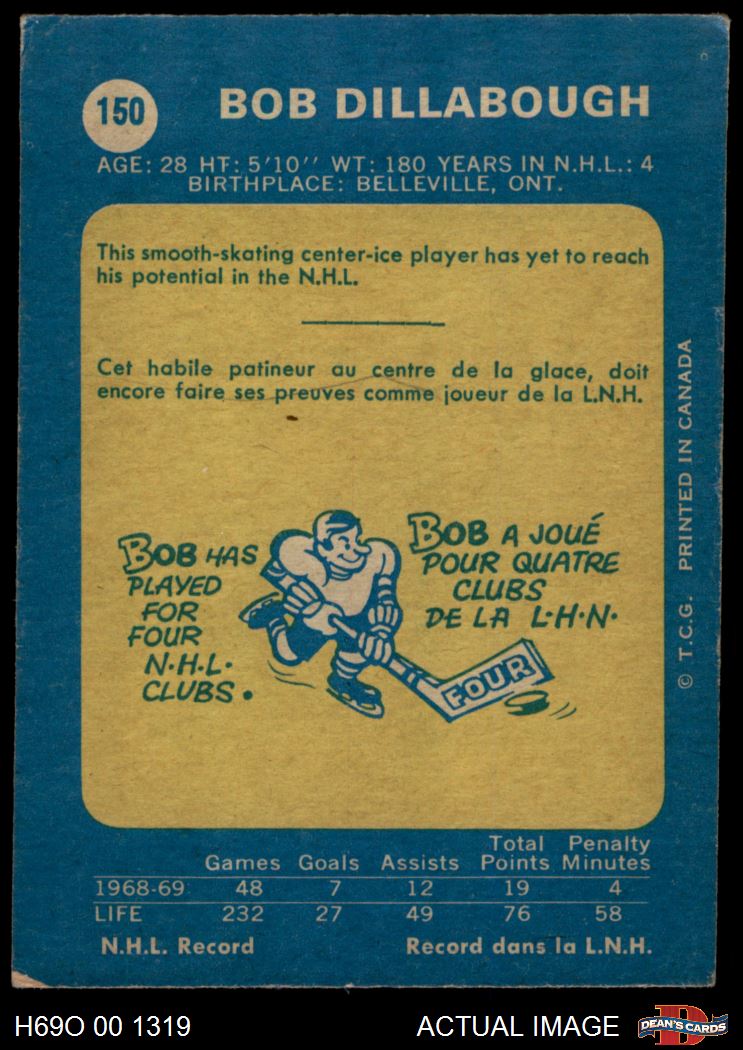 150
BOB DILLABOUGH
AGE: 28 HT: 5'10'' WT: 180 YEARS IN N.H.L.: 4
BIRTHPLACE: BELLEVILLE, ONT.
This smooth-skating center-ice player has yet to reach
his potential in the N.H.L.
Cet habile patineur au centre de la glace, doit
encore faire ses preuves comme joueur de la L.N.H.
BOB HAS
PLAYED
FOR
FOUR
N·H·L·
CLUBS.
BOB A JOUÉ
POUR QUATRE
CLUBS
DE LA L·H·N·
FOUR
© T.C.G. PRINTED IN CANADA
Games Goals Assists Total Points Penalty Minutes
1968-69 48 7 12 19 4
LIFE 232 27 49 76 58
N.H.L. Record Record dans la L.N.H.
H69O 00 1319 ACTUAL IMAGE
D
DEAN'S CARDS